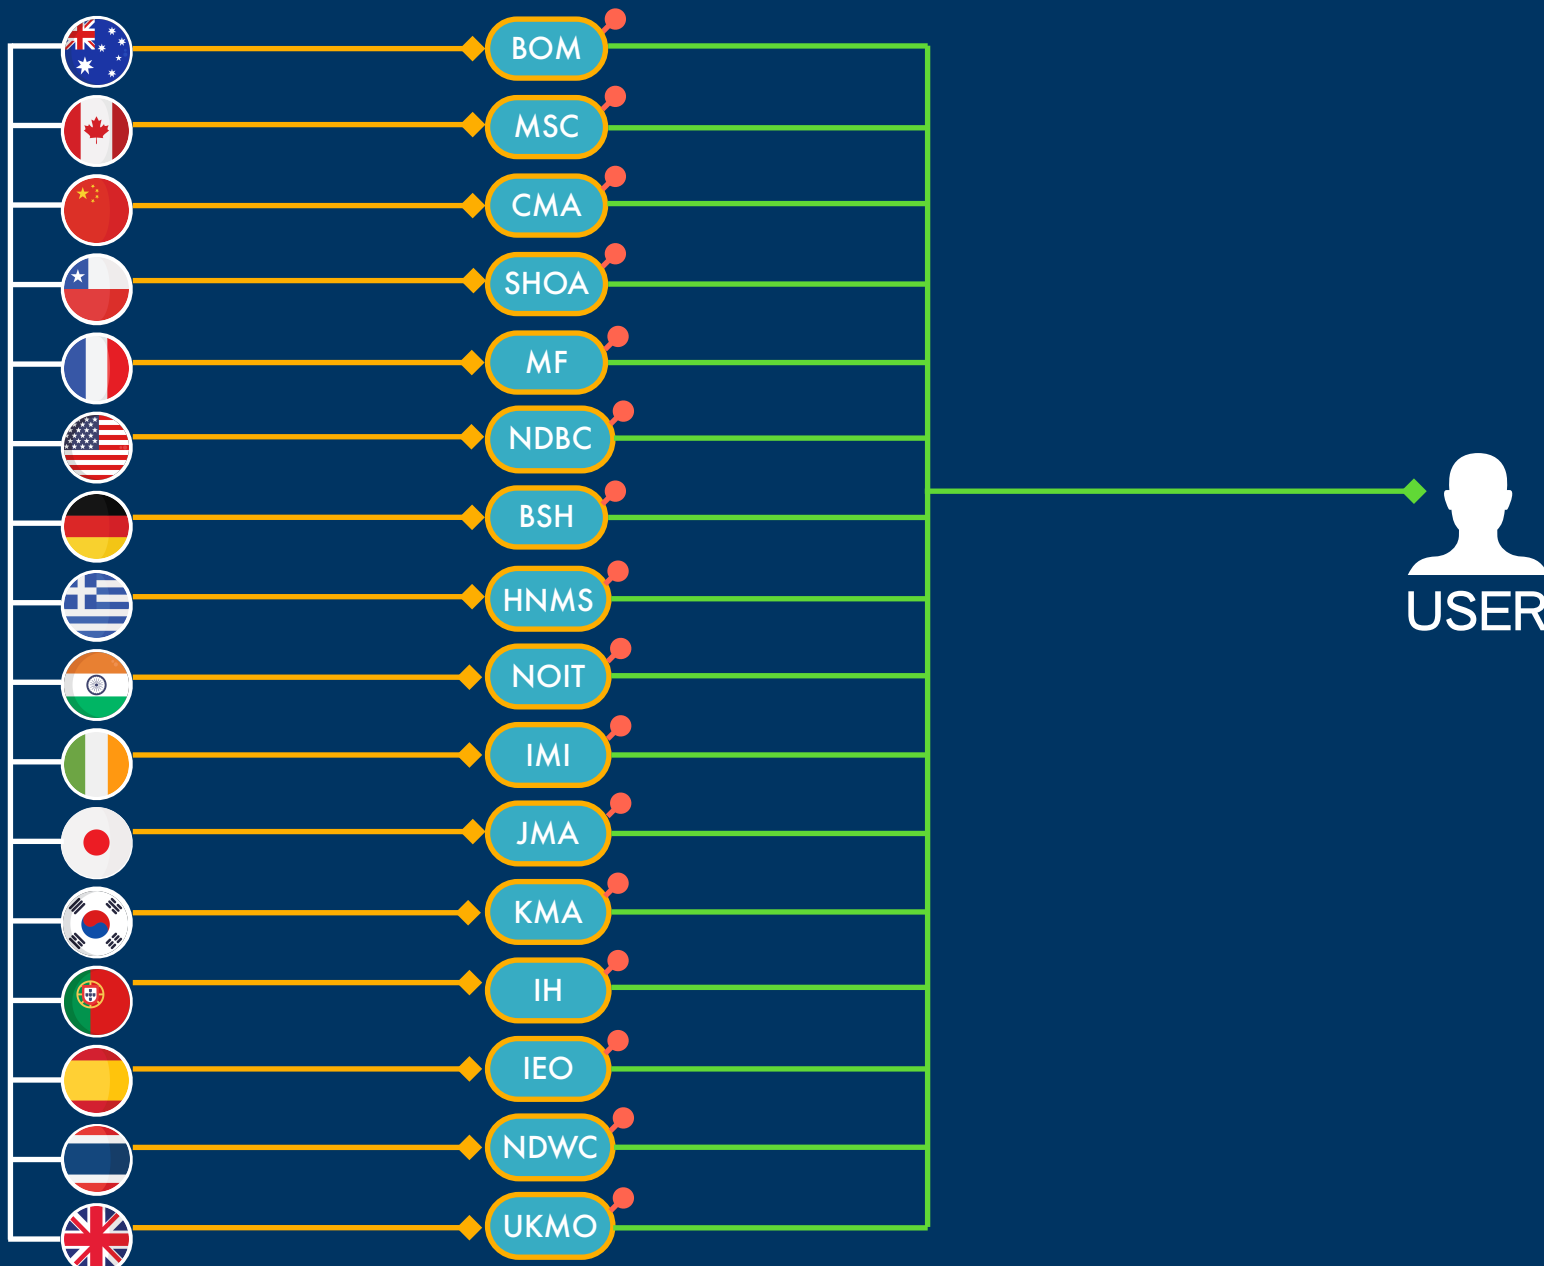 BOM
MSC
CMA
SHOA
MF
NDBC
BSH
HNMS
NOIT
IMI
JMA
KMA
IH
IEO
NDWC
UKMO
USER